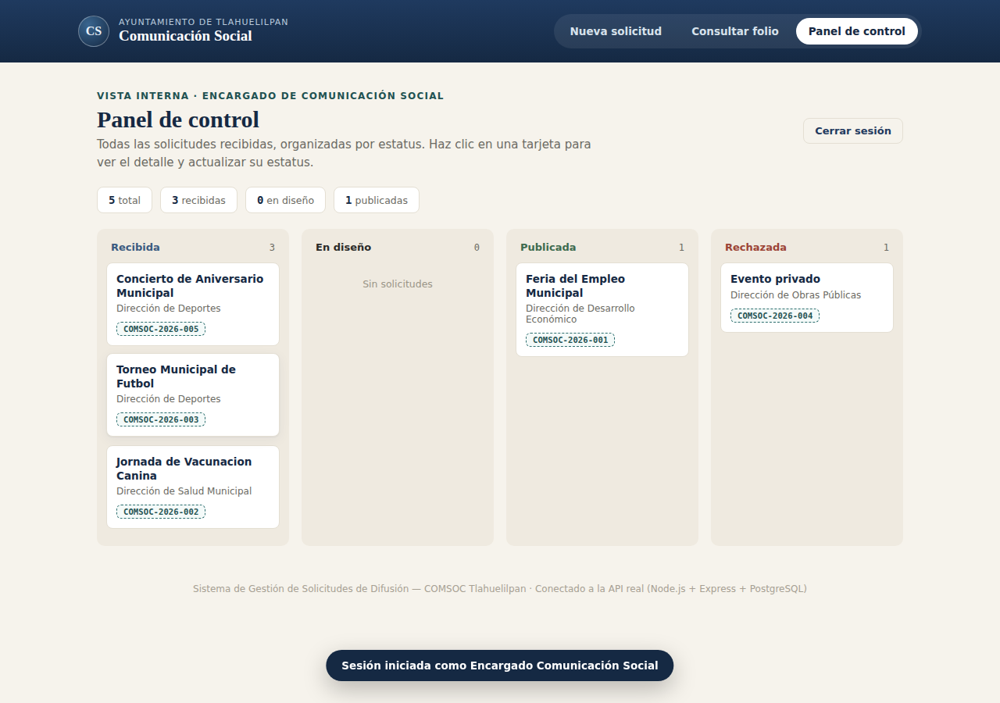 CS
AYUNTAMIENTO DE TLAHUELILPAN
Comunicación Social
Nueva solicitud
Consultar folio
Panel de control
VISTA INTERNA · ENCARGADO DE COMUNICACIÓN SOCIAL
Panel de control
Todas las solicitudes recibidas, organizadas por estatus. Haz clic en una tarjeta para
ver el detalle y actualizar su estatus.
Cerrar sesión
5 total
3 recibidas
0 en diseño
1 publicadas
Recibida 3
Concierto de Aniversario
Municipal
Dirección de Deportes
COMSOC-2026-005
Torneo Municipal de
Futbol
Dirección de Deportes
COMSOC-2026-003
Jornada de Vacunacion
Canina
Dirección de Salud Municipal
COMSOC-2026-002
En diseño 0
Sin solicitudes
Publicada 1
Feria del Empleo
Municipal
Dirección de Desarrollo
Económico
COMSOC-2026-001
Rechazada 1
Evento privado
Dirección de Obras Públicas
COMSOC-2026-004
Sistema de Gestión de Solicitudes de Difusión — COMSOC Tlahuelilpan · Conectado a la API real (Node.js + Express + PostgreSQL)
Sesión iniciada como Encargado Comunicación Social